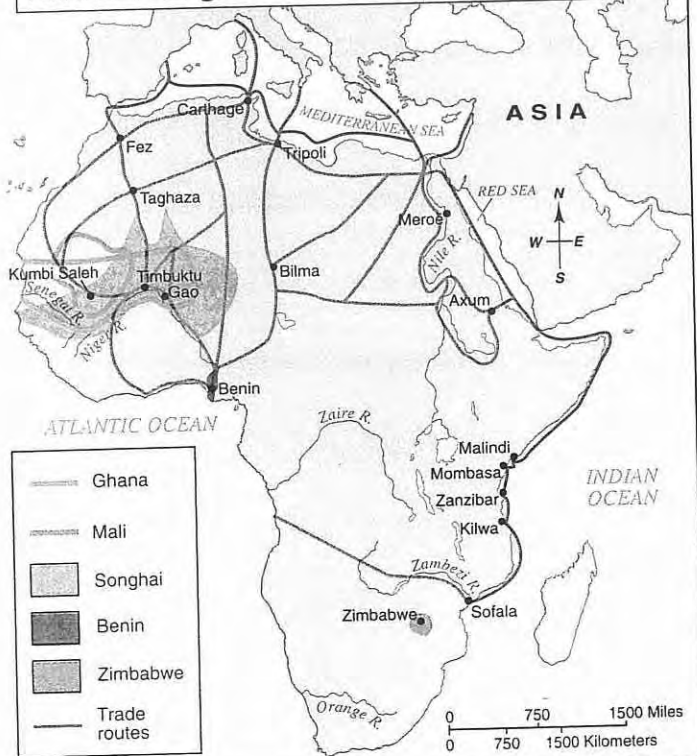 ASIA
Carthage
MEDITERRANEAN SEA
Fez
Tripoli
RED SEA
N
W
E
S
Taghaza
Meroë
Nile R.
Kumbi Saleh
Timbuktu
Gao
Bilma
Senegal R.
Niger R.
Axum
Benin
ATLANTIC OCEAN
Zaire R.
Malindi
Mombasa
INDIAN
OCEAN
Zanzibar
Kilwa
Zambezi R.
Zimbabwe
Sofala
Orange R.
Ghana
Mali
Songhai
Benin
Zimbabwe
Trade
routes
0 750 1500 Miles
0 750 1500 Kilometers